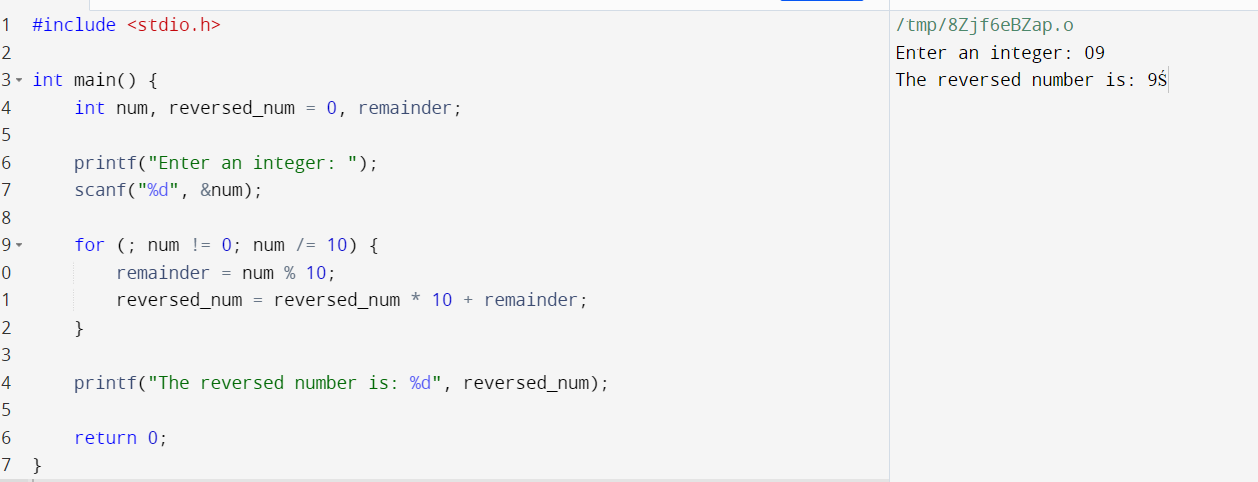 1 #include <stdio.h>
2
3 int main() {
4 int num, reversed_num = 0, remainder;
5
6 printf("Enter an integer: ");
7 scanf("%d", &num);
8
9 for (; num != 0; num /= 10) {
0 remainder = num % 10;
1 reversed_num = reversed_num * 10 + remainder;
2 }
3
4 printf("The reversed number is: %d", reversed_num);
5
6 return 0;
7 }
/tmp/8Zjf6eBZap.o
Enter an integer: 09
The reversed number is: 9Ś